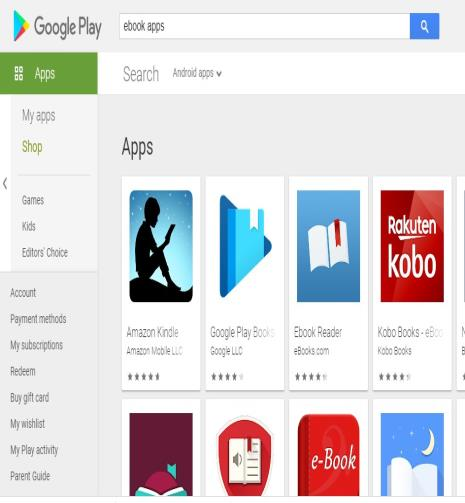 Google Play
ebook apps
Apps
Search
Android apps
My apps
Shop
Games
Kids
Editors' Choice
Account
Payment methods
My subscriptions
Redeem
Buy gift card
My wishlist
My Play activity
Parent Guide
Apps
Rakuten
kobo
Amazon Kindle
Amazon Mobile LLC
Google Play Books
Google LLC
Ebook Reader
eBooks.com
Kobo Books - eBoo
Kobo Books
N
e-Book